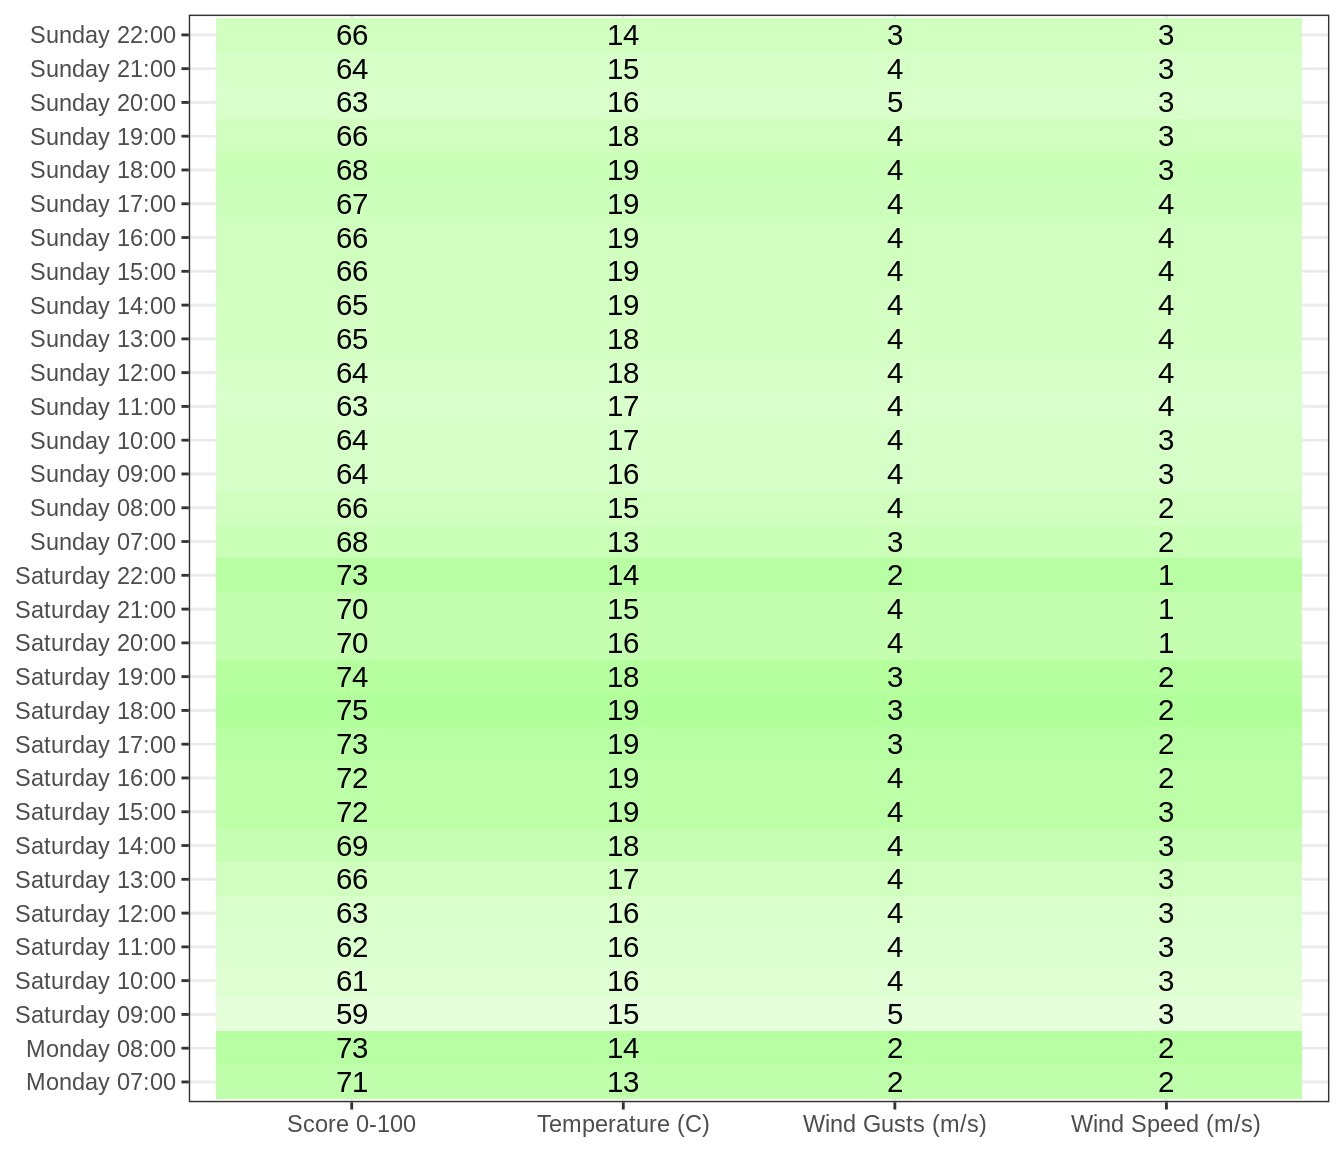 Sunday 22:00 66 14 3 3
Sunday 21:00 64 15 4 3
Sunday 20:00 63 16 5 3
Sunday 19:00 66 18 4 3
Sunday 18:00 68 19 4 3
Sunday 17:00 67 19 4 4
Sunday 16:00 66 19 4 4
Sunday 15:00 66 19 4 4
Sunday 14:00 65 19 4 4
Sunday 13:00 65 18 4 4
Sunday 12:00 64 18 4 4
Sunday 11:00 63 17 4 4
Sunday 10:00 64 17 4 3
Sunday 09:00 64 16 4 3
Sunday 08:00 66 15 4 2
Sunday 07:00 68 13 3 2
Saturday 22:00 73 14 2 1
Saturday 21:00 70 15 4 1
Saturday 20:00 70 16 4 1
Saturday 19:00 74 18 3 2
Saturday 18:00 75 19 3 2
Saturday 17:00 73 19 3 2
Saturday 16:00 72 19 4 2
Saturday 15:00 72 19 4 3
Saturday 14:00 69 18 4 3
Saturday 13:00 66 17 4 3
Saturday 12:00 63 16 4 3
Saturday 11:00 62 16 4 3
Saturday 10:00 61 16 4 3
Saturday 09:00 59 15 5 3
Monday 08:00 73 14 2 2
Monday 07:00 71 13 2 2
Score 0-100 Temperature (C) Wind Gusts (m/s) Wind Speed (m/s)